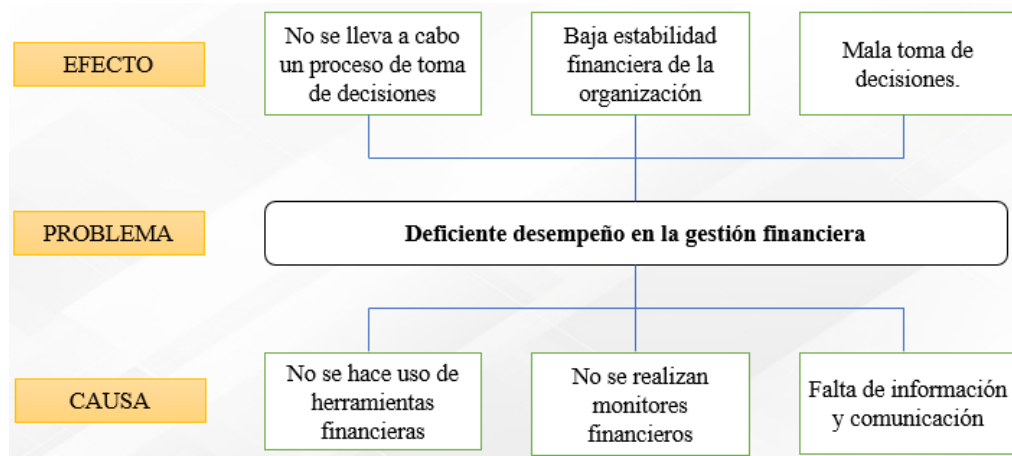 EFECTO
No se lleva a cabo
un proceso de toma
de decisiones
Baja estabilidad
financiera de la
organización
Mala toma de
decisiones.
PROBLEMA
Deficiente desempeño en la gestión financiera
CAUSA
No se hace uso de
herramientas
financieras
No se realizan
monitores
financieros
Falta de información
y comunicación